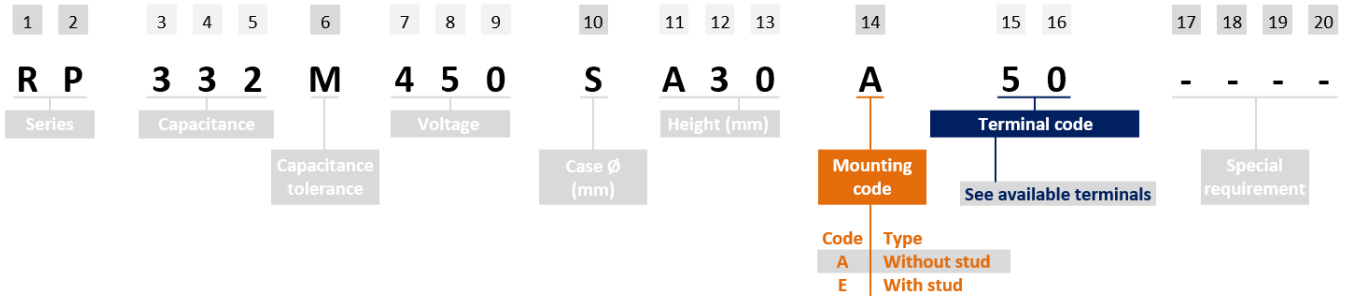 1 2 3 4 5 6 7 8 9 10 11 12 13 14 15 16 17 18 19 20
R P 3 3 2 M 4 5 0 S A 3 0 A 5 0 - - - -
Series Capacitance Voltage Height (mm) Terminal code
Capacitance
tolerance
Case Ø
(mm)
Mounting
code
See available terminals
Special
requirement
Code Type
A Without stud
E With stud